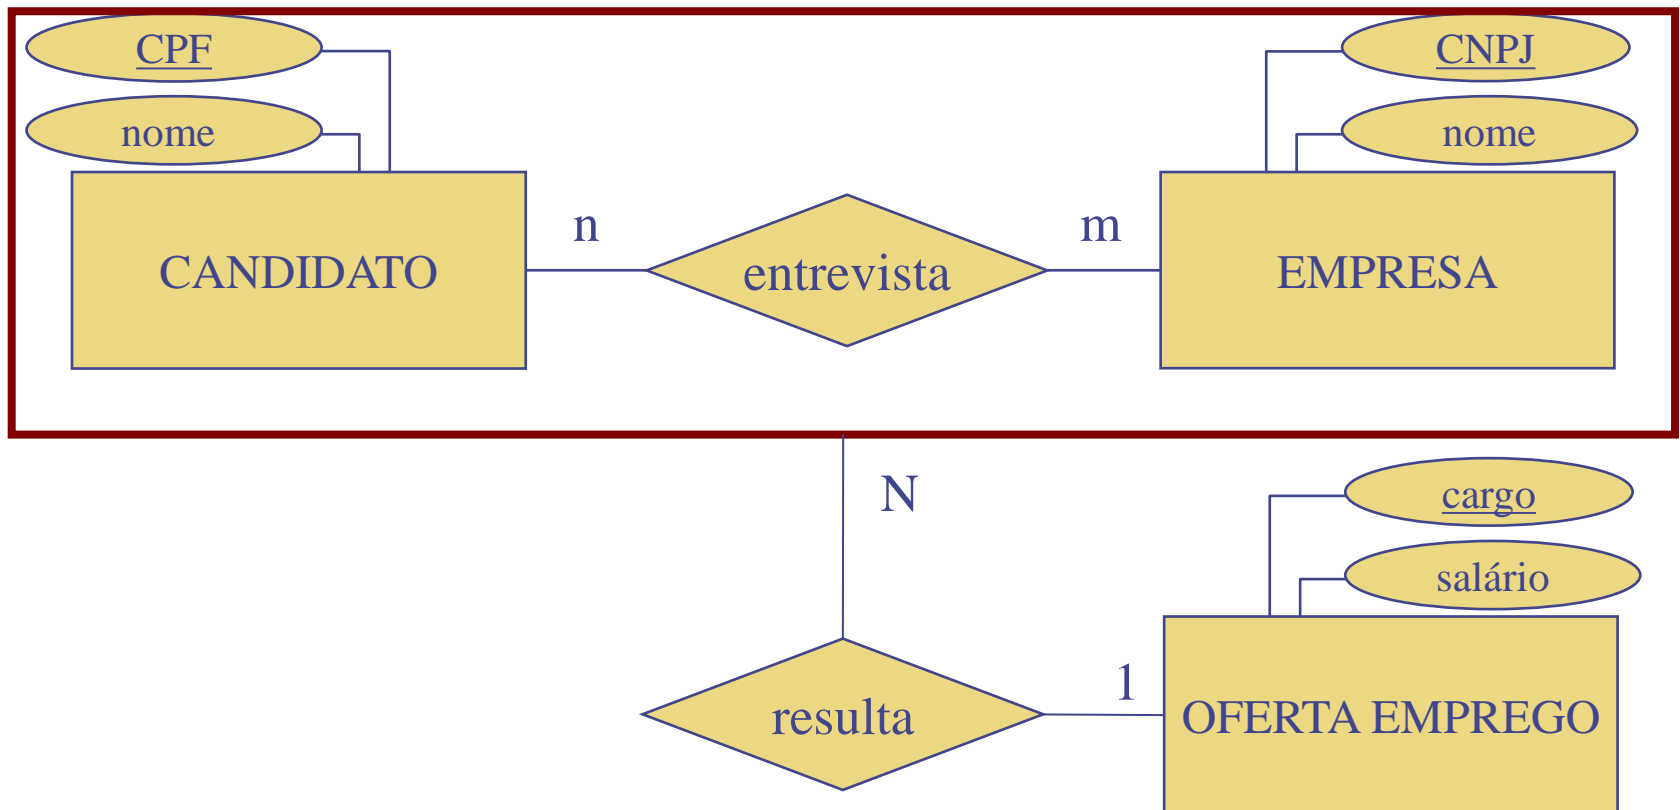 CPF
CNPJ
nome
nome
n
m
CANDIDATO
entrevista
EMPRESA
N
cargo
salário
1
resulta
OFERTA EMPREGO